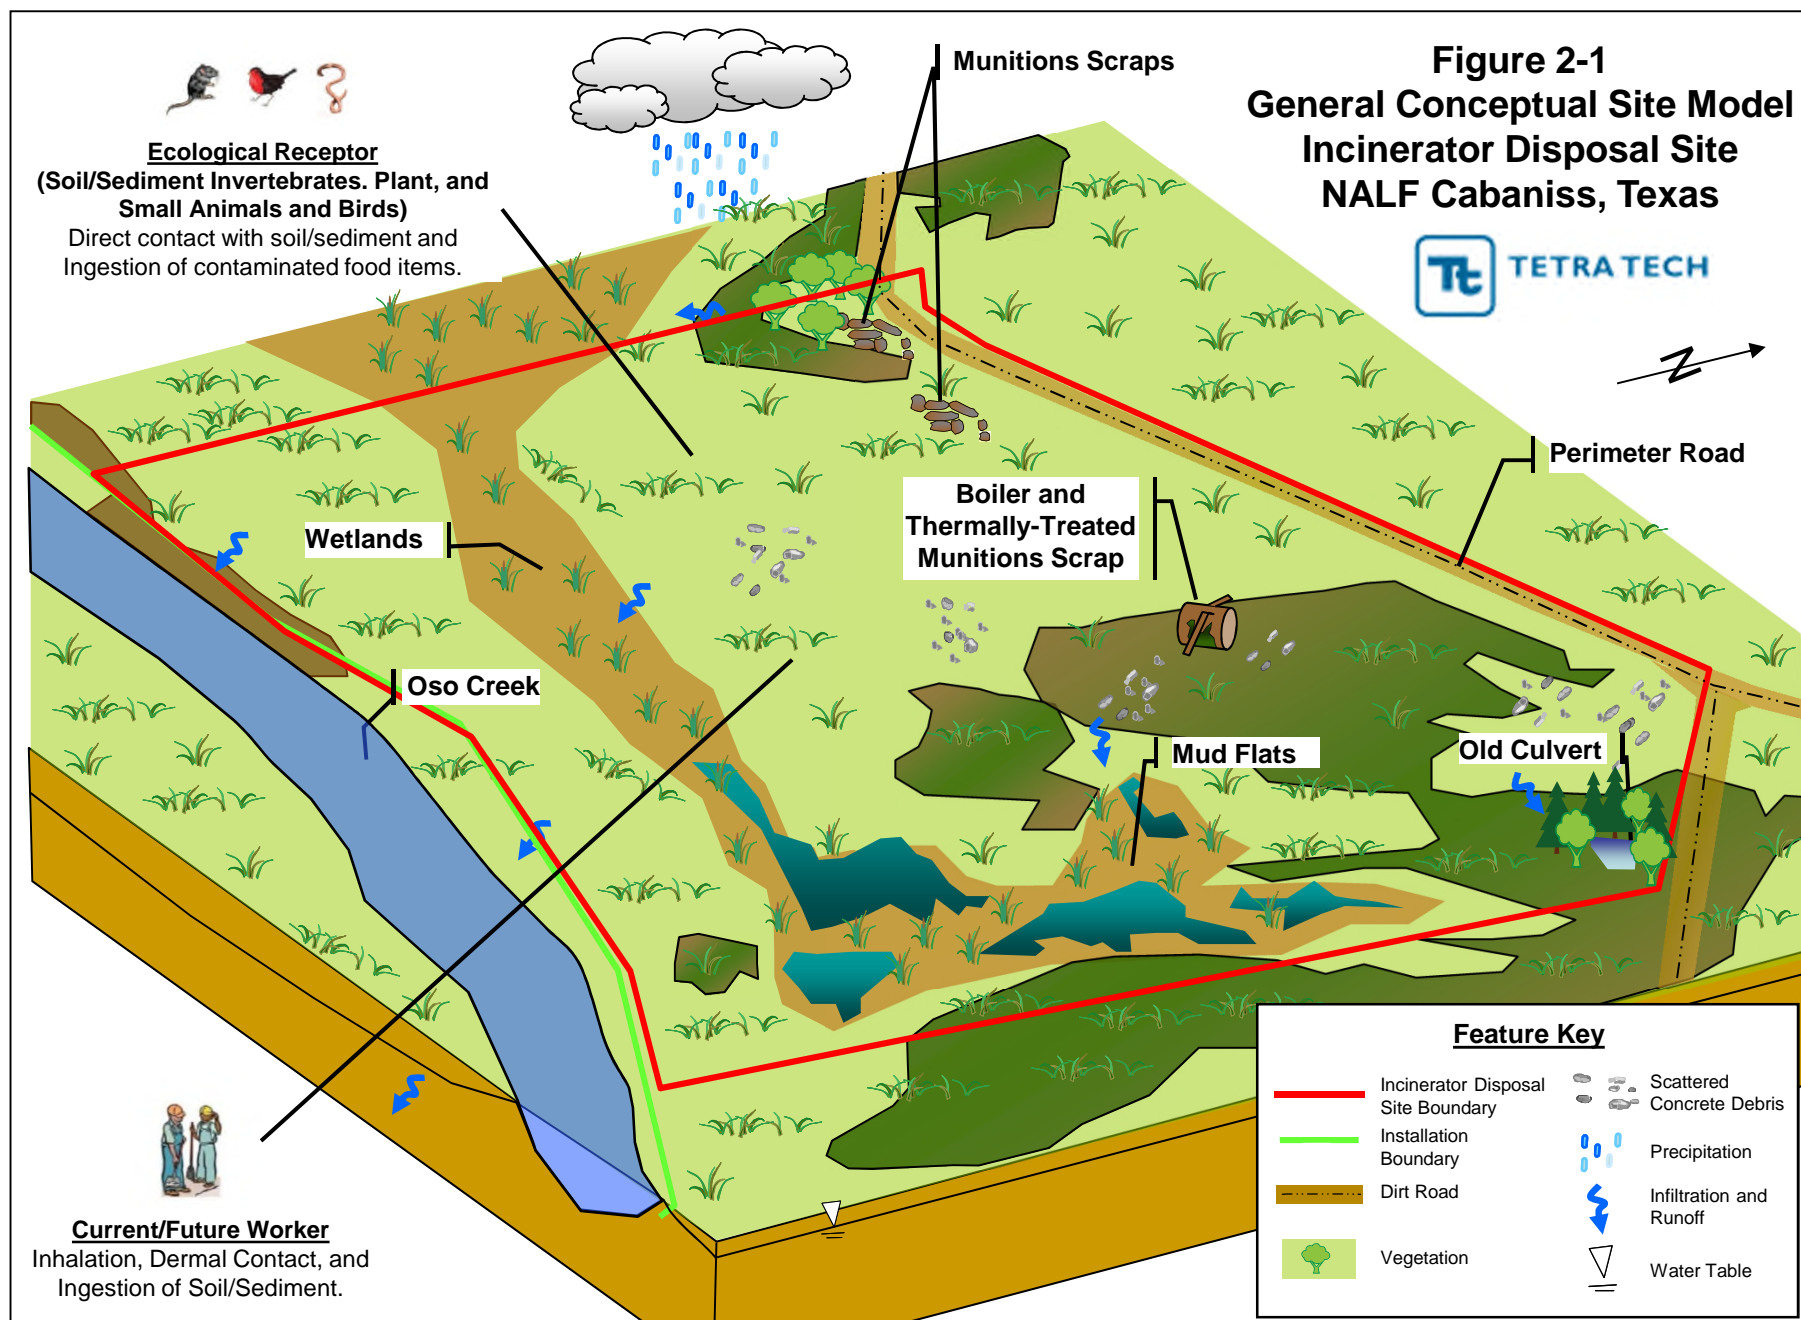 Figure 2-1
General Conceptual Site Model
Incinerator Disposal Site
NALF Cabaniss, Texas
TETRA TECH
Tt
N
Munitions Scraps
Ecological Receptor
(Soil/Sediment Invertebrates. Plant, and
Small Animals and Birds)
Direct contact with soil/sediment and
Ingestion of contaminated food items.
Perimeter Road
Boiler and
Thermally-Treated
Munitions Scrap
Wetlands
Oso Creek
Mud Flats
Old Culvert
Current/Future Worker
Inhalation, Dermal Contact, and
Ingestion of Soil/Sediment.
Feature Key
Incinerator Disposal
Site Boundary
Installation
Boundary
Dirt Road
Vegetation
Scattered
Concrete Debris
Precipitation
Infiltration and
Runoff
Water Table